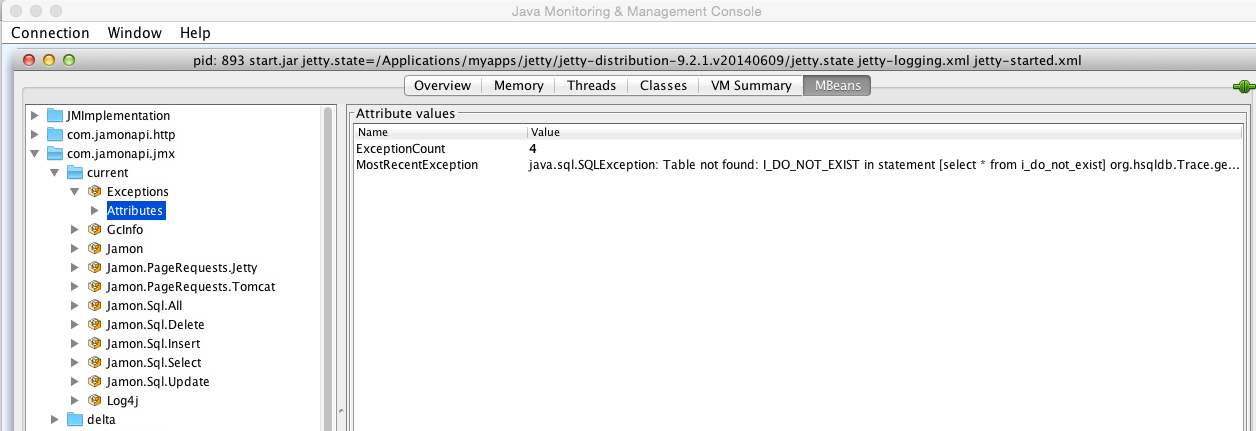 Java Monitoring & Management Console
Connection Window Help
pid: 893 start.jar jetty.state=/Applications/myapps/jetty/jetty-distribution-9.2.1.v20140609/jetty.state jetty-logging.xml jetty-started.xml
Overview Memory Threads Classes VM Summary MBeans
JMImplementation
com.jamonapi.http
com.jamonapi.jmx
current
Exceptions
Attributes
GcInfo
Jamon
Jamon.PageRequests.Jetty
Jamon.PageRequests.Tomcat
Jamon.Sql.All
Jamon.Sql.Delete
Jamon.Sql.Insert
Jamon.Sql.Select
Jamon.Sql.Update
Log4j
delta
Attribute values
Name Value
ExceptionCount 4
MostRecentException java.sql.SQLException: Table not found: I_DO_NOT_EXIST in statement [select * from i_do_not_exist] org.hsqldb.Trace.ge...